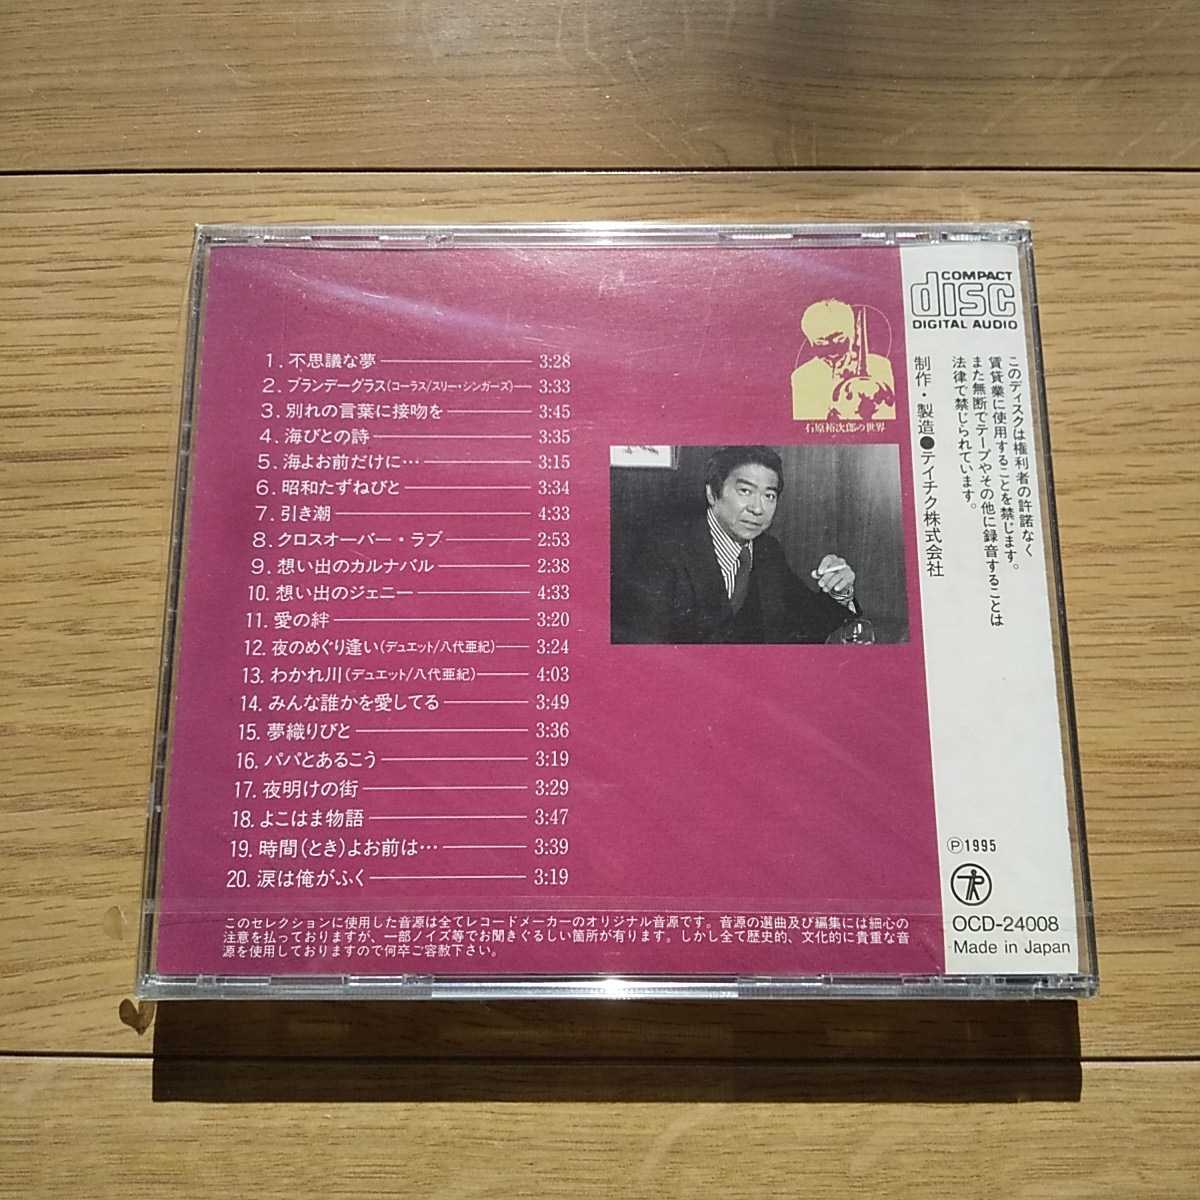 1. 不思議な夢 3:28
2. ブランデーグラス(コーラス/スリー・シンガーズ) 3:33
3. 別れの言葉に接吻を 3:45
4. 海びとの詩 3:35
5. 海よお前だけに… 3:15
6. 昭和たずねびと 3:34
7. 引き潮 4:33
8. クロスオーバー・ラブ 2:53
9. 想い出のカルナバル 2:38
10. 想い出のジェニー 4:33
11. 愛の絆 3:20
12. 夜のめぐり逢い(デュエット/八代亜紀) 3:24
13. わかれ川(デュエット/八代亜紀) 4:03
14. みんな誰かを愛してる 3:49
15. 夢織りびと 3:36
16. パパとあるこう 3:19
17. 夜明けの街 3:29
18. よこはま物語 3:47
19. 時間(とき)よお前は… 3:39
20. 涙は俺がふく 3:19
このセレクションに使用した音源は全てレコードメーカーのオリジナル音源です。音源の選曲及び編集には細心の
注意を払っておりますが、一部ノイズ等でお聞きぐるしい箇所が有ります。しかし全て歴史的、文化的に貴重な音
源を使用しておりますので何卒ご容赦下さい。
石原裕次郎の世界
COMPACT
disc
DIGITAL AUDIO
このディスクは権利者の許諾なく
賃貸業に使用することを禁じます。
また無断でテープやその他に録音することは
法律で禁じられています。
制作・製造●テイチク株式会社
Ⓟ1995
OCD-24008
Made in Japan